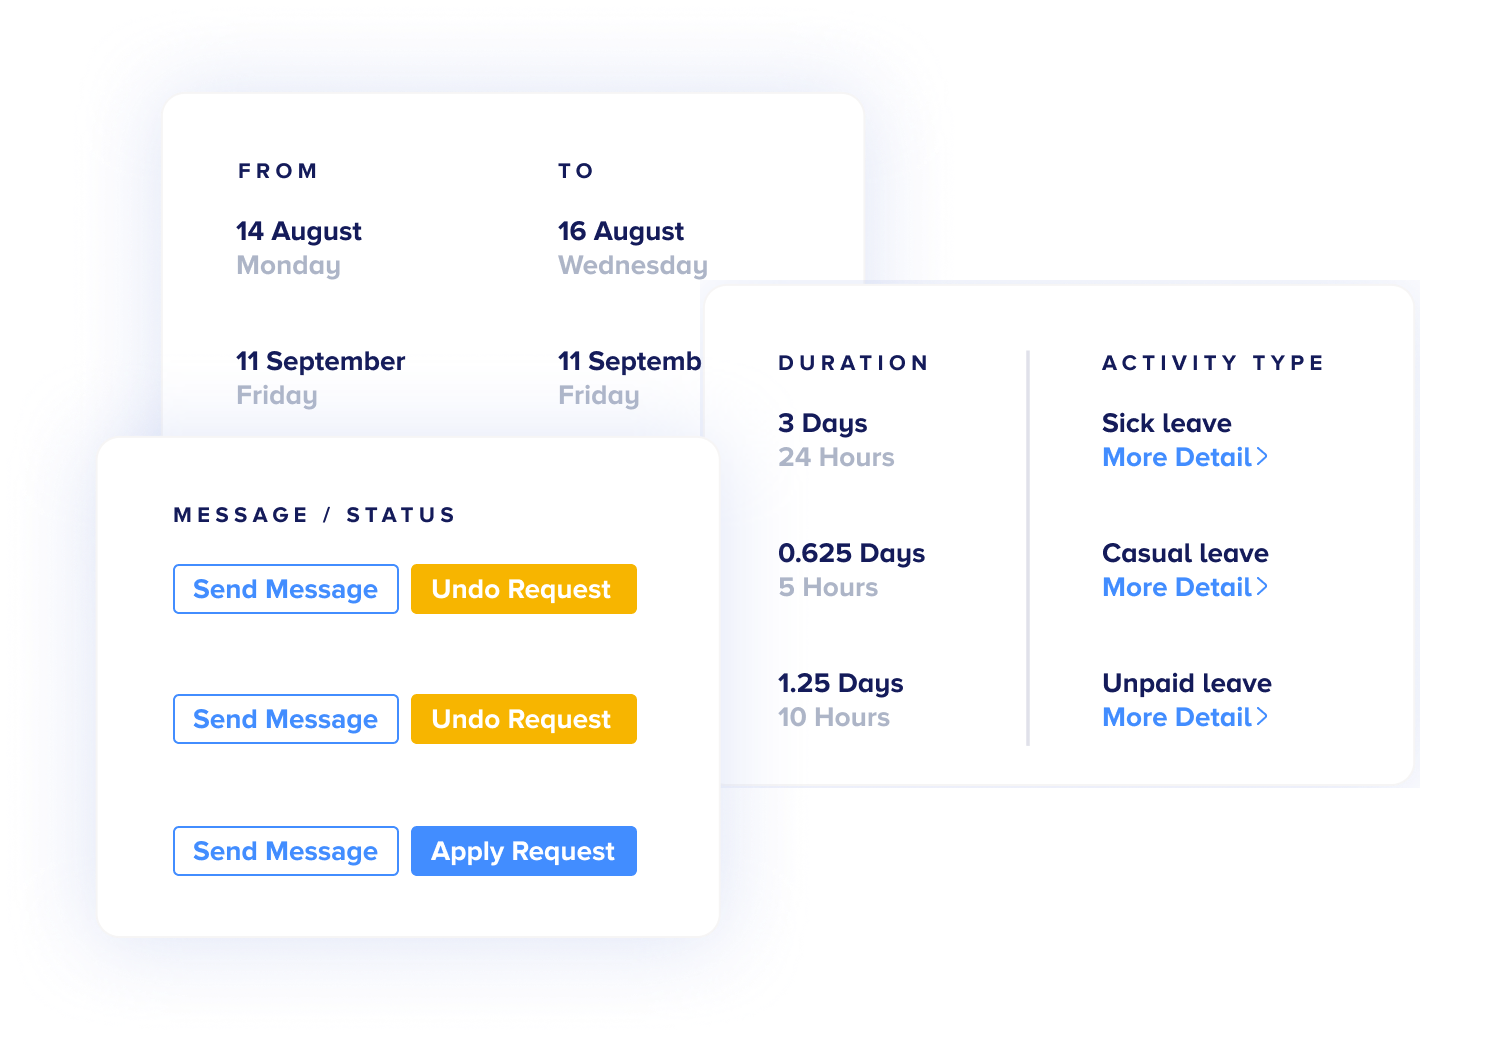 FROM
TO
14 August
Monday
16 August
Wednesday
11 September
Friday
11 Septemb
Friday
DURATION
ACTIVITY TYPE
3 Days
24 Hours
Sick leave
More Detail
0.625 Days
5 Hours
Casual leave
More Detail
1.25 Days
10 Hours
Unpaid leave
More Detail
MESSAGE / STATUS
Send Message
Undo Request
Send Message
Undo Request
Send Message
Apply Request